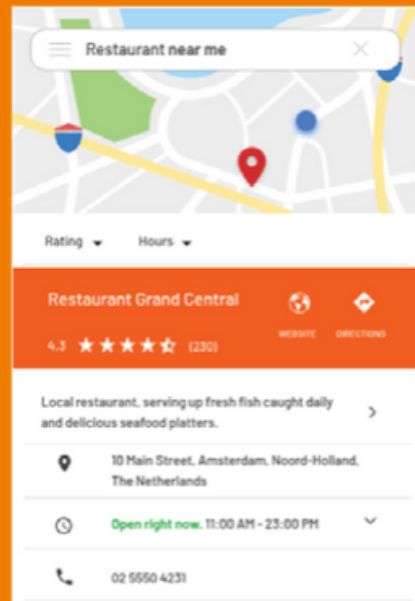 Restaurant near me
Rating Hours
Restaurant Grand Central
WEBSITE DIRECTIONS
4.3 (230)
Local restaurant, serving up fresh fish caught daily
and delicious seafood platters.
10 Main Street, Amsterdam, Noord-Holland,
The Netherlands
Open right now. 11:00 AM - 23:00 PM
02 5550 4231